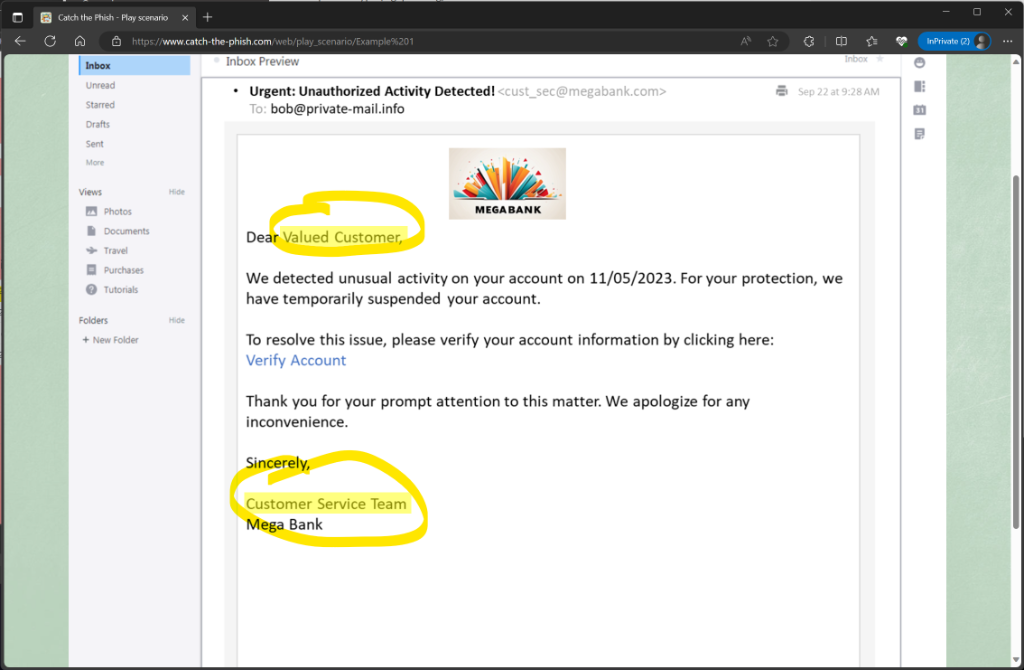 Catch the Phish - Play scenario
https://www.catch-the-phish.com/web/play_scenario/Example%201
InPrivate (2)
Inbox
Unread
Starred
Drafts
Sent
More
Views Hide
Photos
Documents
Travel
Purchases
Tutorials
Folders Hide
+ New Folder
Inbox Preview
Inbox
Urgent: Unauthorized Activity Detected! <cust_sec@megabank.com>
Sep 22 at 9:28 AM
To: bob@private-mail.info
31
MEGABANK
Dear Valued Customer,
We detected unusual activity on your account on 11/05/2023. For your protection, we
have temporarily suspended your account.
To resolve this issue, please verify your account information by clicking here:
Verify Account
Thank you for your prompt attention to this matter. We apologize for any
inconvenience.
Sincerely,
Customer Service Team
Mega Bank